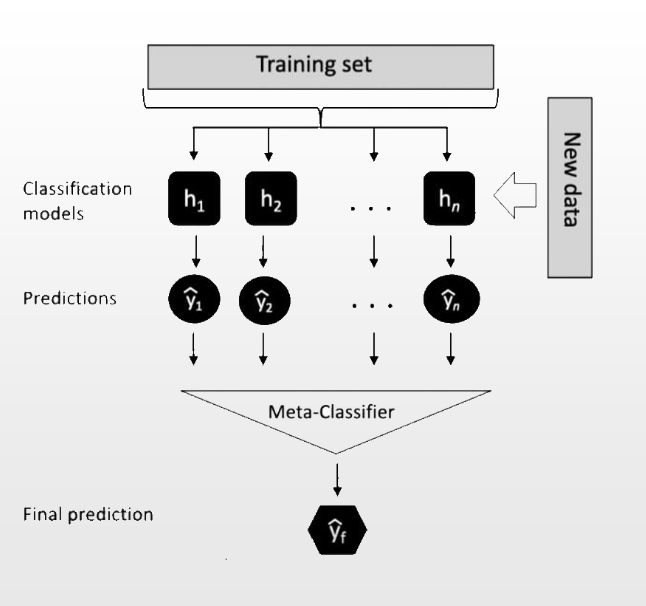 Training set
New data
Classification
models
h₁ h₂ . . . hₙ
Predictions
ŷ₁ ŷ₂ . . . ŷₙ
Meta-Classifier
Final prediction
ŷf